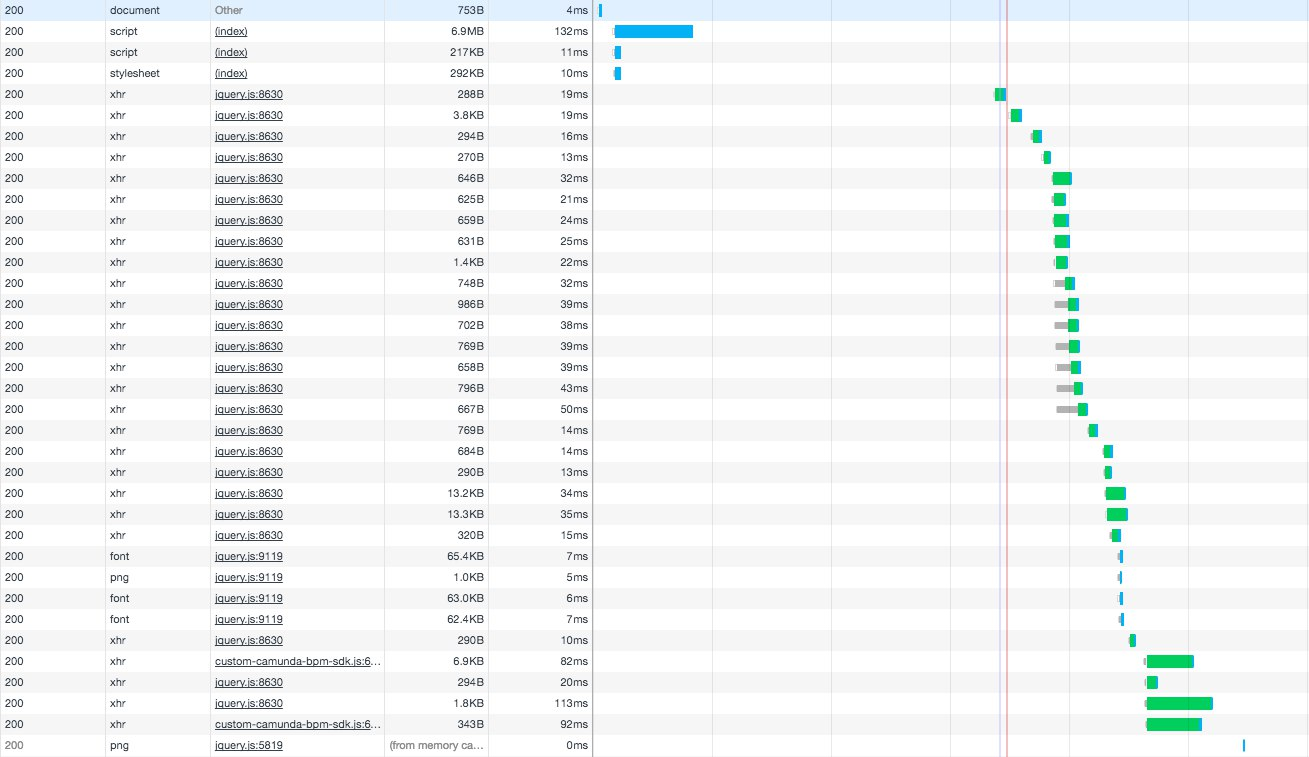 200 document Other 753B 4ms
200 script (index) 6.9MB 132ms
200 script (index) 217KB 11ms
200 stylesheet (index) 292KB 10ms
200 xhr jquery.js:8630 288B 19ms
200 xhr jquery.js:8630 3.8KB 19ms
200 xhr jquery.js:8630 294B 16ms
200 xhr jquery.js:8630 270B 13ms
200 xhr jquery.js:8630 646B 32ms
200 xhr jquery.js:8630 625B 21ms
200 xhr jquery.js:8630 659B 24ms
200 xhr jquery.js:8630 631B 25ms
200 xhr jquery.js:8630 1.4KB 22ms
200 xhr jquery.js:8630 748B 32ms
200 xhr jquery.js:8630 986B 39ms
200 xhr jquery.js:8630 702B 38ms
200 xhr jquery.js:8630 769B 39ms
200 xhr jquery.js:8630 658B 39ms
200 xhr jquery.js:8630 796B 43ms
200 xhr jquery.js:8630 667B 50ms
200 xhr jquery.js:8630 769B 14ms
200 xhr jquery.js:8630 684B 14ms
200 xhr jquery.js:8630 290B 13ms
200 xhr jquery.js:8630 13.2KB 34ms
200 xhr jquery.js:8630 13.3KB 35ms
200 xhr jquery.js:8630 320B 15ms
200 font jquery.js:9119 65.4KB 7ms
200 png jquery.js:9119 1.0KB 5ms
200 font jquery.js:9119 63.0KB 6ms
200 font jquery.js:9119 62.4KB 7ms
200 xhr jquery.js:8630 290B 10ms
200 xhr custom-camunda-bpm-sdk.js:6... 6.9KB 82ms
200 xhr jquery.js:8630 294B 20ms
200 xhr jquery.js:8630 1.8KB 113ms
200 xhr custom-camunda-bpm-sdk.js:6... 343B 92ms
200 png jquery.js:5819 (from memory ca... 0ms